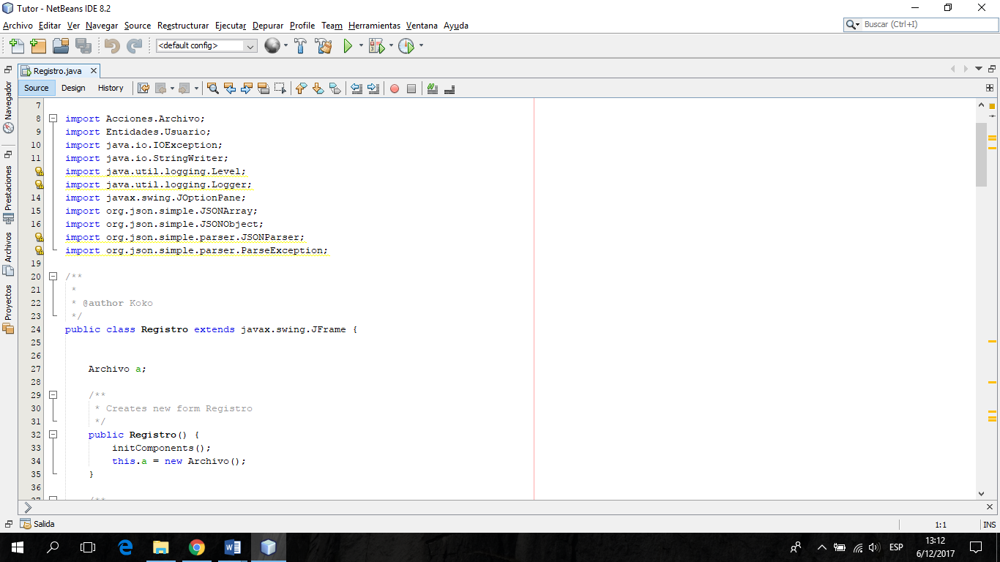 Tutor - NetBeans IDE 8.2
Archivo Editar Ver Navegar Source Reestructurar Ejecutar Depurar Profile Team Herramientas Ventana Ayuda
Buscar (Ctrl+I)
<default config>
Registro.java
Source Design History
Navegador
Prestaciones
Archivos
Proyectos
7
8 import Acciones.Archivo;
9 import Entidades.Usuario;
10 import java.io.IOException;
11 import java.io.StringWriter;
import java.util.logging.Level;
import java.util.logging.Logger;
14 import javax.swing.JOptionPane;
15 import org.json.simple.JSONArray;
16 import org.json.simple.JSONObject;
import org.json.simple.parser.JSONParser;
import org.json.simple.parser.ParseException;
19
20 /**
21 *
22 * @author Koko
23 */
24 public class Registro extends javax.swing.JFrame {
25
26
27 Archivo a;
28
29 /**
30 * Creates new form Registro
31 */
32 public Registro() {
33 initComponents();
34 this.a = new Archivo();
35 }
36
37 /**
Salida
1:1 INS
ESP
13:12
6/12/2017